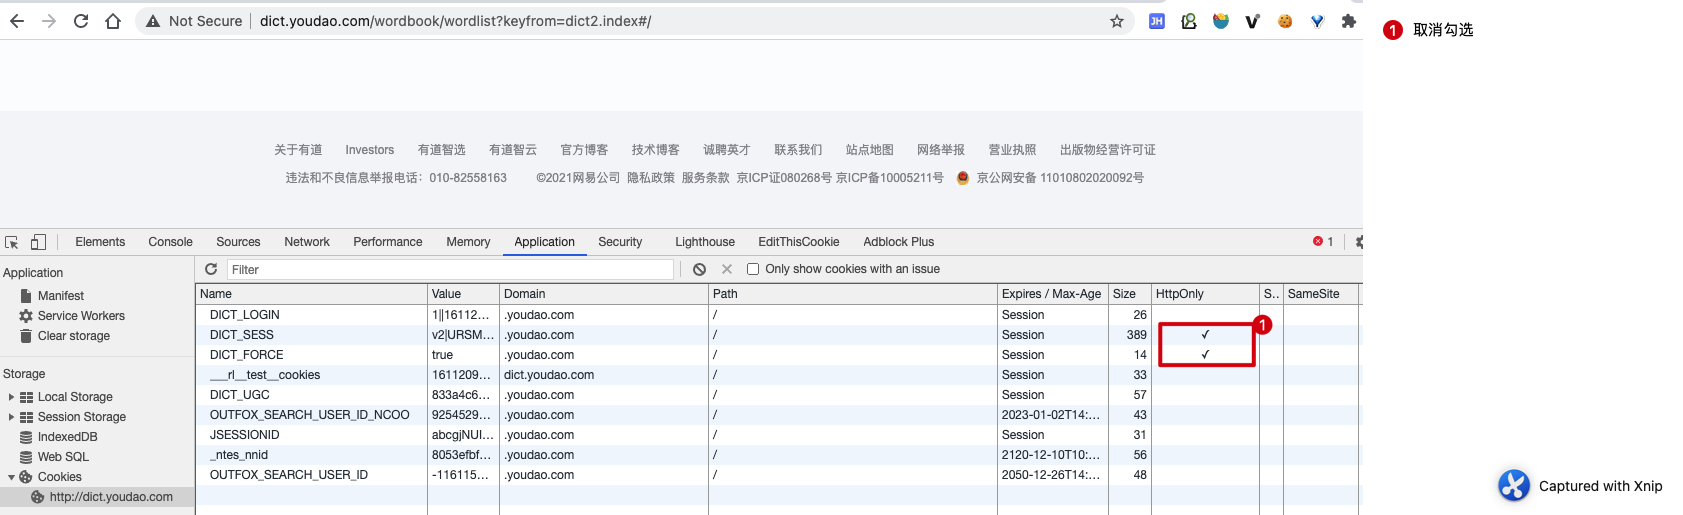 Not Secure dict.youdao.com/wordbook/wordlist?keyfrom=dict2.index#/
JH
1 取消勾选
关于有道 Investors 有道智选 有道智云 官方博客 技术博客 诚聘英才 联系我们 站点地图 网络举报 营业执照 出版物经营许可证
违法和不良信息举报电话：010-82558163 ©2021网易公司 隐私政策 服务条款 京ICP证080268号 京ICP备10005211号 京公网安备 11010802020092号
Elements Console Sources Network Performance Memory Application Security Lighthouse EditThisCookie Adblock Plus 1
Application
Manifest
Service Workers
Clear storage
Storage
Local Storage
Session Storage
IndexedDB
Web SQL
Cookies
http://dict.youdao.com
Filter Only show cookies with an issue
Name Value Domain Path Expires / Max-Age Size HttpOnly S.. SameSite
DICT_LOGIN 1||16112... .youdao.com / Session 26
1
DICT_SESS v2|URSM... .youdao.com / Session 389 ✓
DICT_FORCE true .youdao.com / Session 14 ✓
___rl__test__cookies 1611209... dict.youdao.com / Session 33
DICT_UGC 833a4c6... .youdao.com / Session 57
OUTFOX_SEARCH_USER_ID_NCOO 9254529... .youdao.com / 2023-01-02T14:... 43
JSESSIONID abcgjNUI... .youdao.com / Session 31
_ntes_nnid 8053efbf... .youdao.com / 2120-12-10T10:... 56
OUTFOX_SEARCH_USER_ID -116115... .youdao.com / 2050-12-26T14:... 48
Captured with Xnip